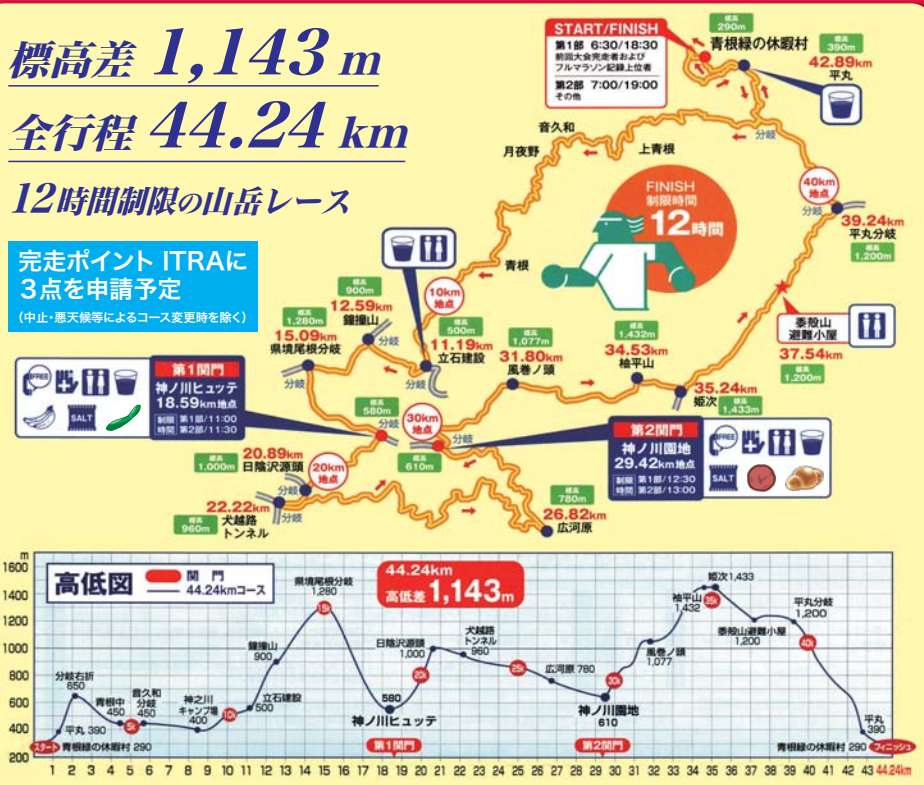 標高差 1,143 m
全行程 44.24 km
12時間制限の山岳レース
完走ポイント ITRAに
3点を申請予定
(中止・悪天候等によるコース変更時を除く)
START/FINISH
第1部 6:30/18:30
前回大会完走者および
フルマラソン記録上位者
第2部 7:00/19:00
その他
標高
290m
青根緑の休暇村
標高
390m
42.89km
平丸
分岐
音久和
月夜野
上青根
青根
FINISH
制限時間
12時間
40km
地点
分岐
39.24km
平丸分岐
標高
1,200m
黍殻山
避難小屋
37.54km
標高
1,200m
10km
地点
標高
500m
11.19km
立石建設
分岐
標高
900m
12.59km
鐘撞山
分岐
標高
1,280m
15.09km
県境尾根分岐
分岐
標高
1,077m
31.80km
風巻ノ頭
標高
1,432m
34.53km
袖平山
35.24km
姫次
標高
1,433m
FREE
SALT
第1関門
神ノ川ヒュッテ
18.59km地点
制限
時間
第1部/11:00
第2部/11:30
標高
580m
分岐
30km
地点
分岐
標高
610m
第2関門
神ノ川園地
29.42km地点
制限
時間
第1部/12:30
第2部/13:00
FREE
SALT
標高
1,000m
20.89km
日陰沢源頭
分岐
20km
地点
22.22km
標高
960m
犬越路
トンネル
分岐
標高
780m
26.82km
広河原
高低図
関門
44.24kmコース
44.24km
高低差 1,143m
m
1600
1400
1200
1000
800
600
400
200
スタート
青根緑の休暇村 290
平丸 390
分岐右折
650
青根中
450
5k
音久和
分岐
450
神之川
キャンプ場
400
10k
立石建設
500
鐘撞山
900
県境尾根分岐
1,280
15k
580
神ノ川ヒュッテ
第1関門
日陰沢源頭
1,000
20k
犬越路
トンネル
960
25k
広河原 780
30k
神ノ川園地
610
第2関門
風巻ノ頭
1,077
袖平山
1,432
35k
姫次 1,433
黍殻山避難小屋
1,200
平丸分岐
1,200
40k
平丸
390
青根緑の休暇村 290
フィニッシュ
1 2 3 4 5 6 7 8 9 10 11 12 13 14 15 16 17 18 19 20 21 22 23 24 25 26 27 28 29 30 31 32 33 34 35 36 37 38 39 40 41 42 43 44.24km